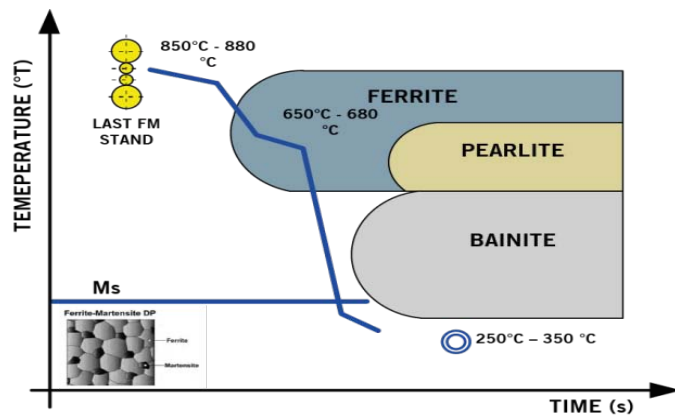 TEMEPERATURE (°T)
850°C - 880
°C
LAST FM
STAND
FERRITE
650°C - 680
°C
PEARLITE
BAINITE
Ms
Ferrite-Martensite DP
Ferrite
Martensite
250°C – 350 °C
TIME (s)